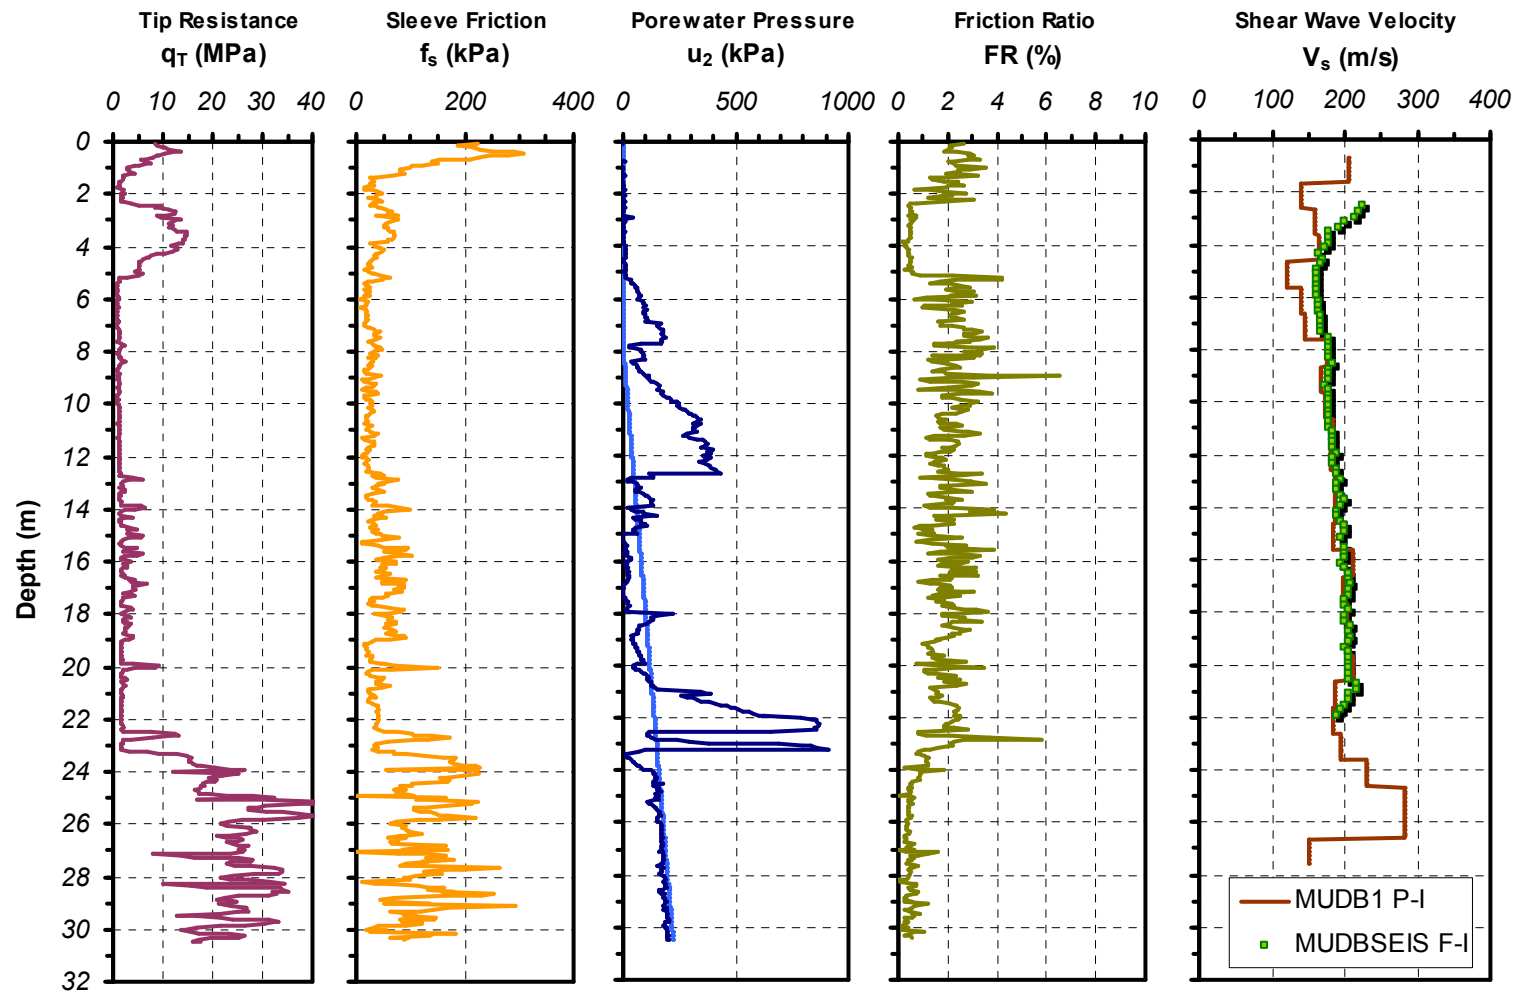 Tip Resistance
Sleeve Friction
Porewater Pressure
Friction Ratio
Shear Wave Velocity
qT (MPa)
fs (kPa)
u2 (kPa)
FR (%)
Vs (m/s)
0 10 20 30 40
0 200 400
0 500 1000
0 2 4 6 8 10
0 100 200 300 400
0
2
4
6
8
10
12
14
16
18
20
22
24
26
28
30
32
Depth (m)
MUDB1 P-I
MUDBSEIS F-I